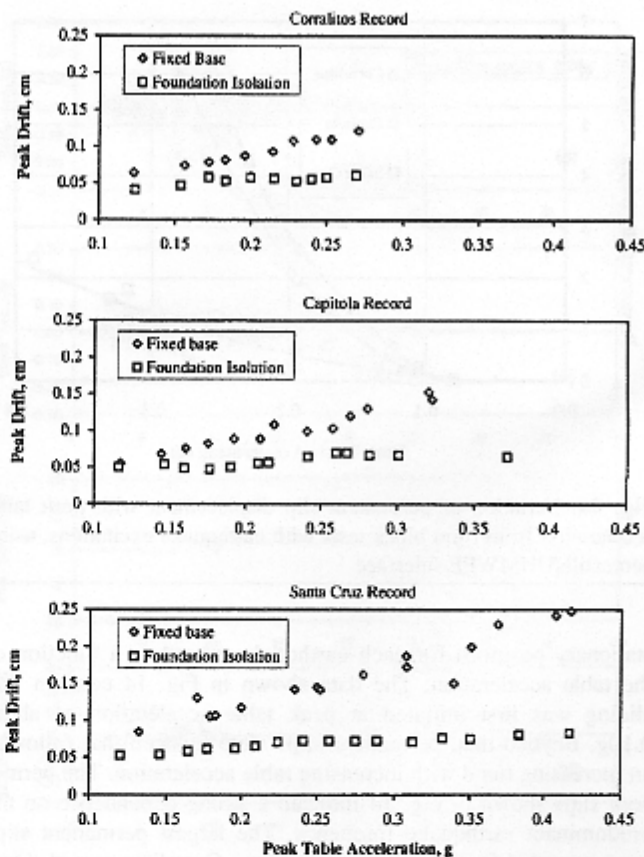 Corralitos Record
0.25
0.2
0.15
0.1
0.05
0
Peak Drift, cm
Fixed Base
Foundation Isolation
0.1 0.15 0.2 0.25 0.3 0.35 0.4 0.45
Capitola Record
0.25
0.2
0.15
0.1
0.05
0
Peak Drift, cm
Fixed base
Foundation Isolation
0.1 0.15 0.2 0.25 0.3 0.35 0.4 0.45
Santa Cruz Record
0.25
0.2
0.15
0.1
0.05
0
Peak Drift, cm
Fixed base
Foundation Isolation
0.1 0.15 0.2 0.25 0.3 0.35 0.4 0.45
Peak Table Acceleration, g